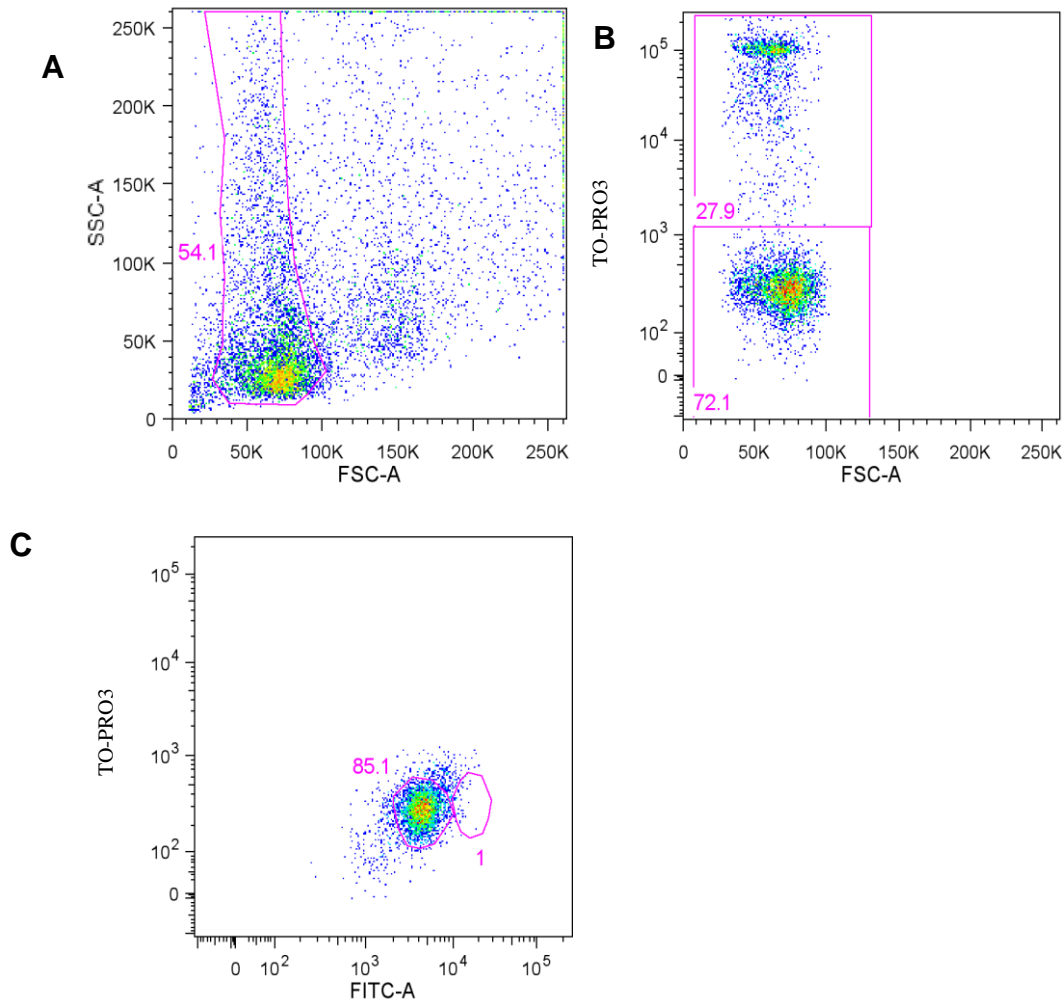 A
250K
200K
150K
100K
50K
0
SSC-A
54.1
0 50K 100K 150K 200K 250K
FSC-A
B
10^5
10^4
10^3
10^2
0
TO-PRO3
27.9
72.1
0 50K 100K 150K 200K 250K
FSC-A
C
10^5
10^4
10^3
10^2
0
TO-PRO3
85.1
1
0 10^2 10^3 10^4 10^5
FITC-A